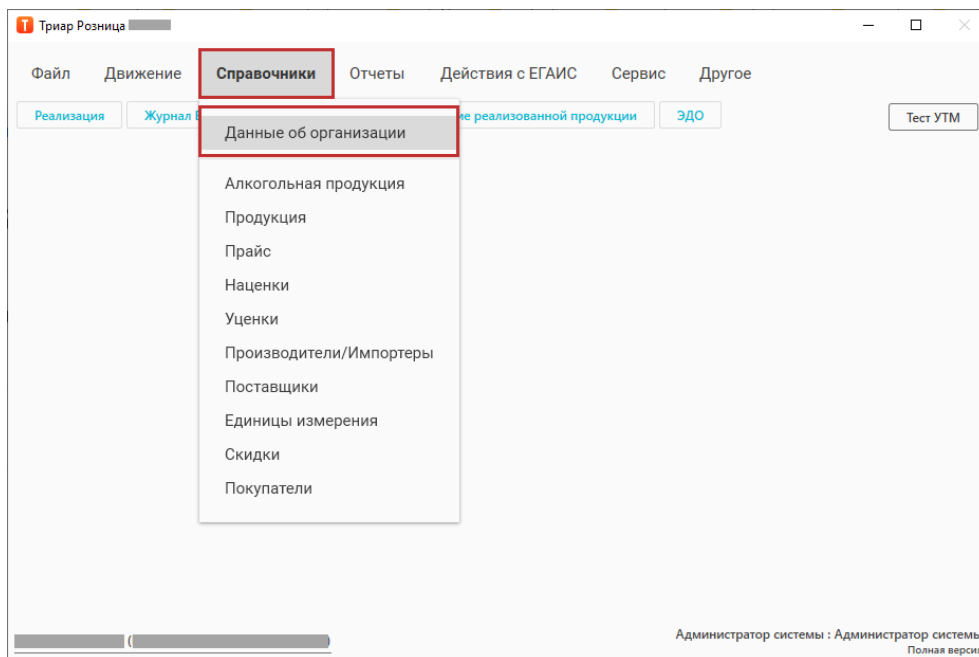 Триар Розница
Файл Движение Справочники Отчеты Действия с ЕГАИС Сервис Другое
Реализация Журнал реализованной продукции ЭДО Тест УТМ
Данные об организации
Алкогольная продукция
Продукция
Прайс
Наценки
Уценки
Производители/Импортеры
Поставщики
Единицы измерения
Скидки
Покупатели
Администратор системы : Администратор системы
Полная версия